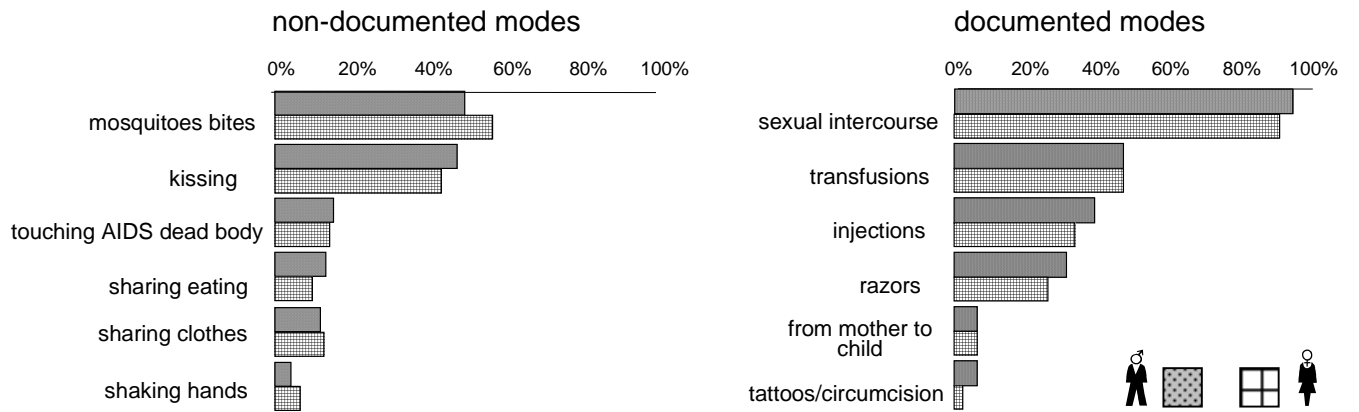 non-documented modes
0% 20% 40% 60% 80% 100%
mosquitoes bites
kissing
touching AIDS dead body
sharing eating
sharing clothes
shaking hands
documented modes
0% 20% 40% 60% 80% 100%
sexual intercourse
transfusions
injections
razors
from mother to
child
tattoos/circumcision